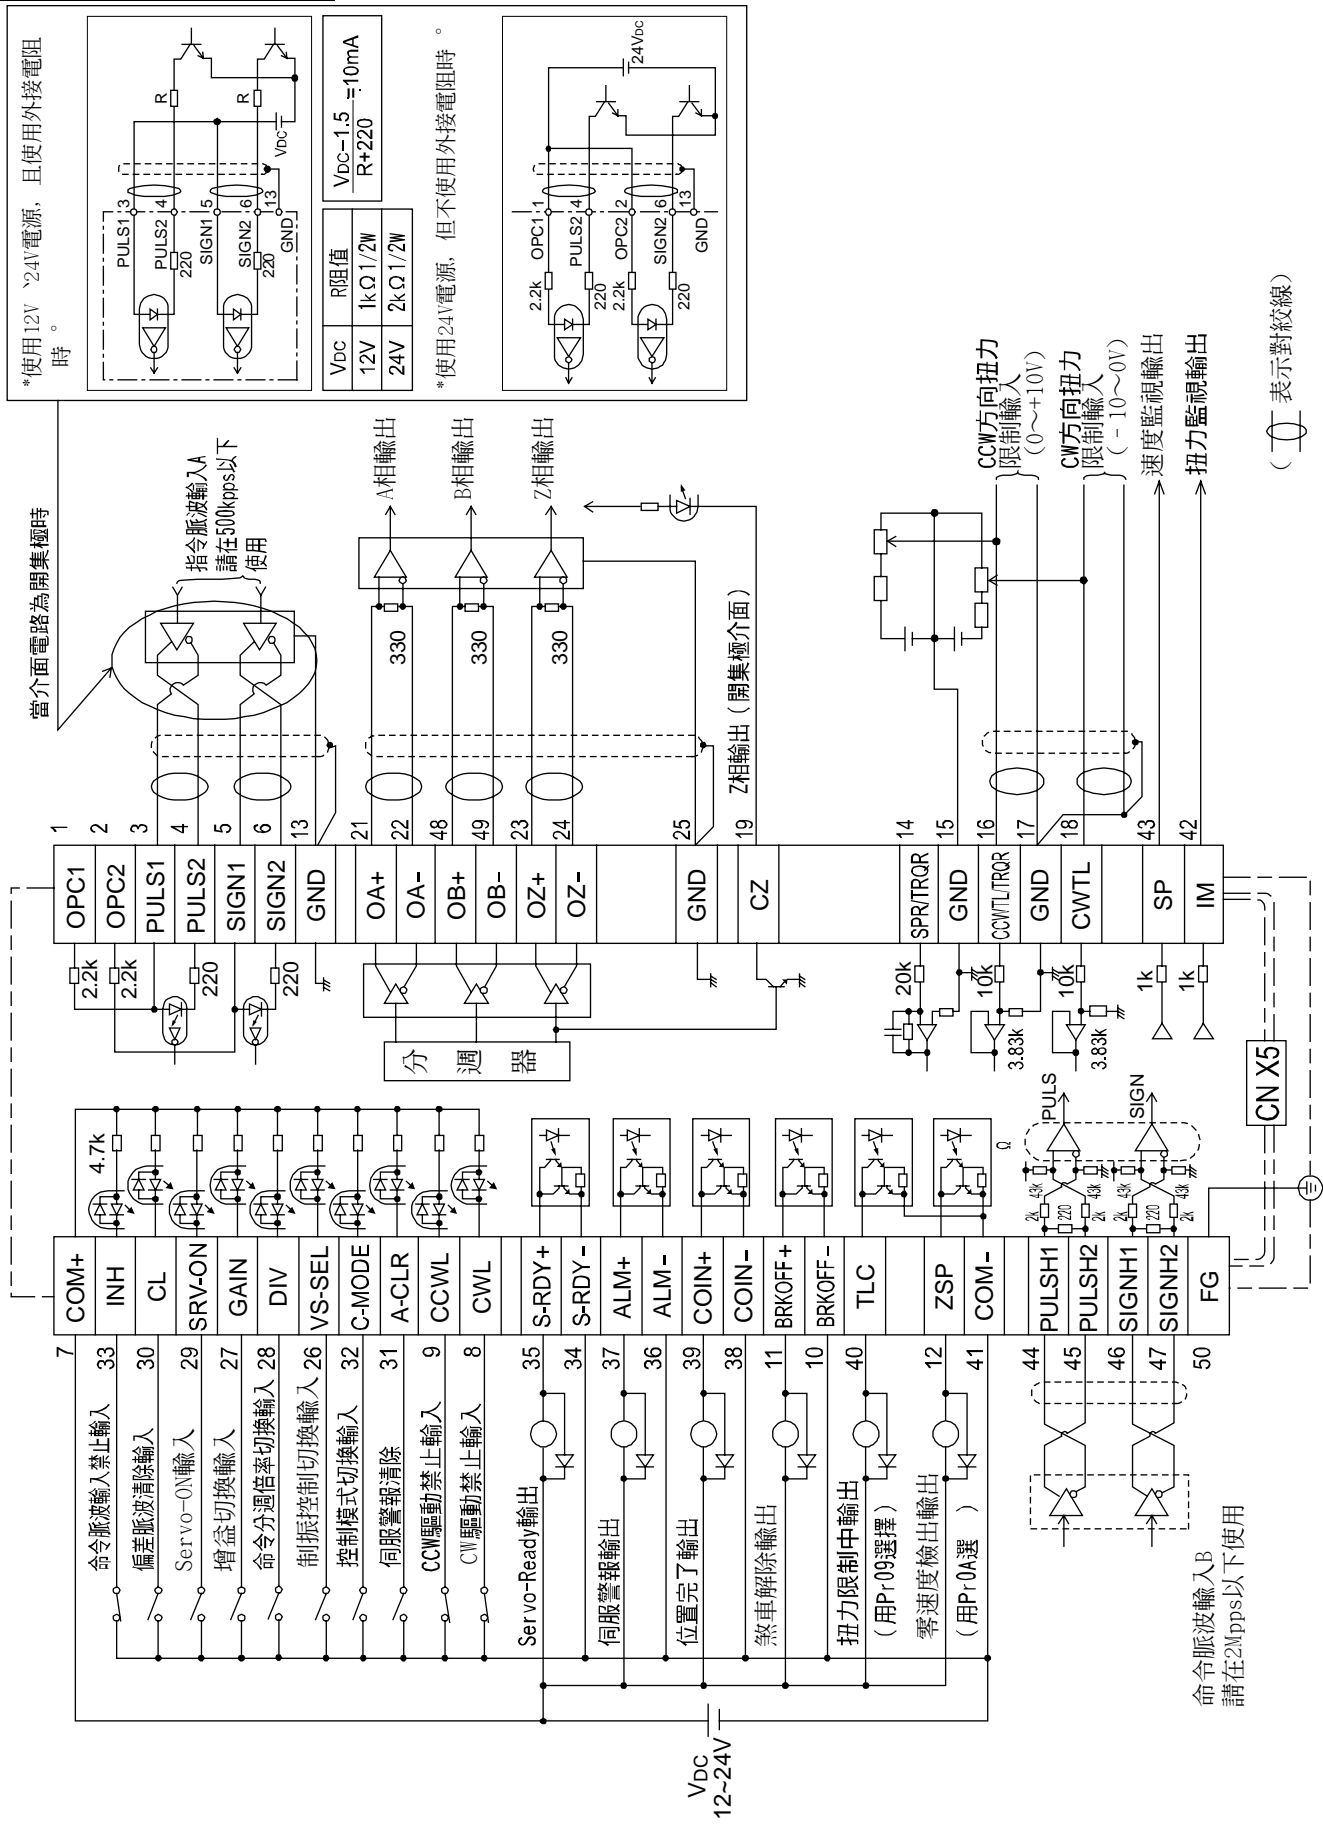 *使用12V、24V電源，且使用外接電阻
時。
PULS1
3
PULS2
4
220
SIGN1
5
SIGN2
6
220
13
GND
R
R
VDC
VDC
R阻值
12V
1kΩ1/2W
24V
2kΩ1/2W
VDC−1.5
R+220
≒10mA
*使用24V電源，但不使用外接電阻時。
OPC1
1
2.2k
PULS2
4
220
OPC2
2
2.2k
SIGN2
6
220
13
GND
24VDC
當介面電路為開集極時
指令脈波輸入A
請在500kpps以下
使用
A相輸出
B相輸出
Z相輸出
330
330
330
Z相輸出（開集極介面）
CCW方向扭力
限制輸入
(0～+10V)
CW方向扭力
限制輸入
(-10～0V)
速度監視輸出
扭力監視輸出
( 表示對絞線)
OPC1
1
OPC2
2
PULS1
3
PULS2
4
SIGN1
5
SIGN2
6
GND
13
OA+
21
OA-
22
OB+
48
OB-
49
OZ+
23
OZ-
24
GND
25
CZ
19
SPR/TRQR
14
GND
15
CCWTL/TRQR
16
GND
17
CWTL
18
SP
43
IM
42
2.2k
2.2k
220
220
分週器
20k
10k
3.83k
10k
3.83k
1k
1k
CN X5
4.7k
COM+
7
INH
33
命令脈波輸入禁止輸入
CL
30
偏差脈波清除輸入
SRV-ON
29
Servo-ON輸入
GAIN
27
增益切換輸入
DIV
28
命令分週倍率切換輸入
VS-SEL
26
制振控制切換輸入
C-MODE
32
控制模式切換輸入
A-CLR
31
伺服警報清除
CCWL
9
CCW驅動禁止輸入
CWL
8
CW驅動禁止輸入
S-RDY+
35
Servo-Ready輸出
S-RDY-
34
ALM+
37
伺服警報輸出
ALM-
36
COIN+
39
位置完了輸出
COIN-
38
BRKOFF+
11
煞車解除輸出
BRKOFF-
10
TLC
40
扭力限制中輸出
（用Pr09選擇）
ZSP
12
零速度檢出輸出
（用Pr0A選 ）
COM-
41
PULSH1
44
PULSH2
45
SIGNH1
46
SIGNH2
47
FG
50
Ω
PULS
SIGN
2k
43k
220
2k
43k
2k
43k
220
2k
43k
VDC
12~24V
命令脈波輸入B
請在2Mpps以下使用